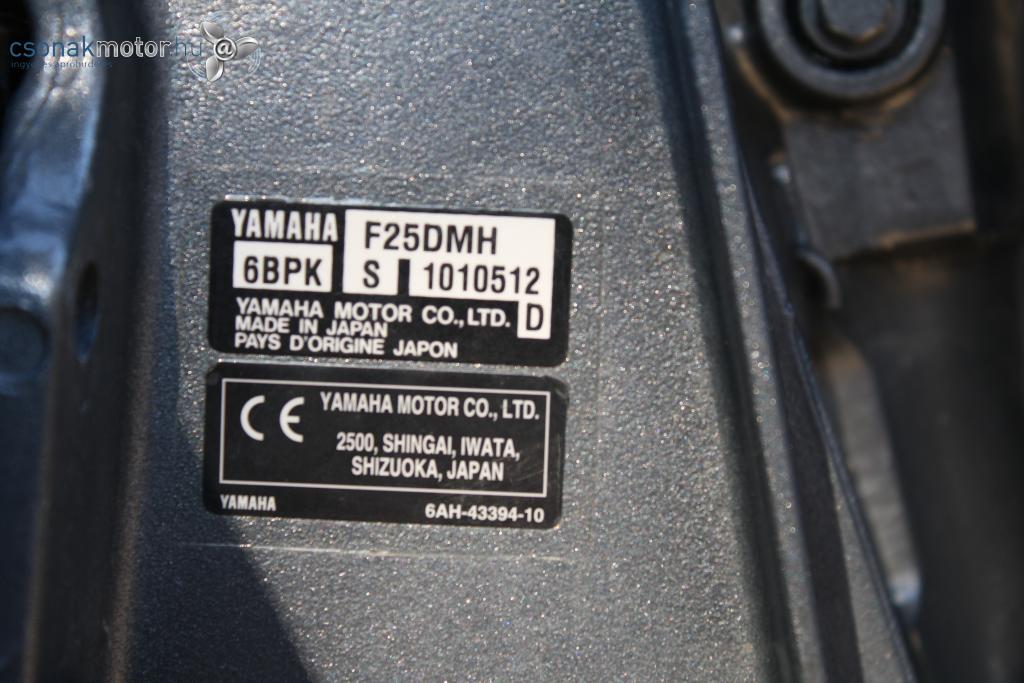 csonakmotor.hu
YAMAHA
F25DMH
6BPK
S 1010512
YAMAHA MOTOR CO., LTD. D
MADE IN JAPAN
PAYS D'ORIGINE JAPON
CE YAMAHA MOTOR CO., LTD.
2500, SHINGAI, IWATA,
SHIZUOKA, JAPAN
YAMAHA 6AH-43394-10